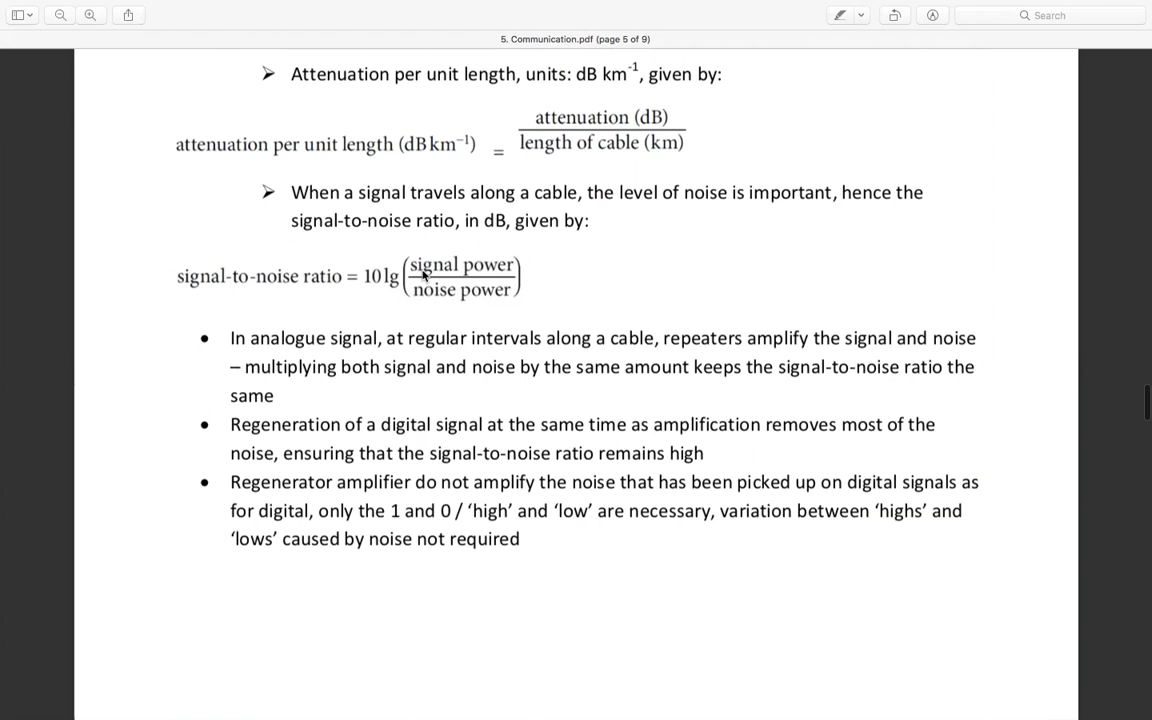 Search
5. Communication.pdf (page 5 of 9)
➢ Attenuation per unit length, units: dB km⁻¹, given by:
attenuation per unit length (dB km⁻¹) = attenuation (dB) / length of cable (km)
➢ When a signal travels along a cable, the level of noise is important, hence the
signal-to-noise ratio, in dB, given by:
signal-to-noise ratio = 10 lg (signal power / noise power)
• In analogue signal, at regular intervals along a cable, repeaters amplify the signal and noise
– multiplying both signal and noise by the same amount keeps the signal-to-noise ratio the
same
• Regeneration of a digital signal at the same time as amplification removes most of the
noise, ensuring that the signal-to-noise ratio remains high
• Regenerator amplifier do not amplify the noise that has been picked up on digital signals as
for digital, only the 1 and 0 / ‘high’ and ‘low’ are necessary, variation between ‘highs’ and
‘lows’ caused by noise not required